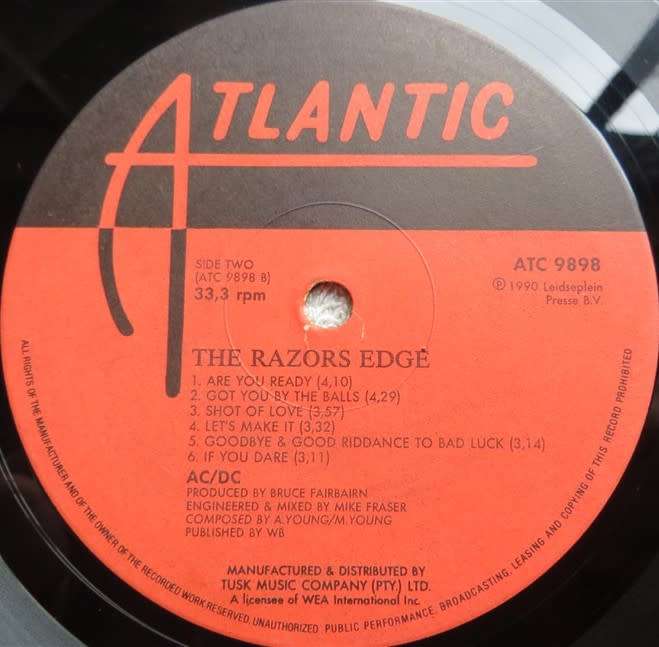 ATLANTIC
SIDE TWO
(ATC 9898 B)
33,3 rpm
ATC 9898
℗ 1990 Leidseplein
Presse B.V.
THE RAZORS EDGE
1. ARE YOU READY (4,10)
2. GOT YOU BY THE BALLS (4,29)
3. SHOT OF LOVE (3,57)
4. LET'S MAKE IT (3,32)
5. GOODBYE & GOOD RIDDANCE TO BAD LUCK (3,14)
6. IF YOU DARE (3,11)
AC/DC
PRODUCED BY BRUCE FAIRBAIRN
ENGINEERED & MIXED BY MIKE FRASER
COMPOSED BY A.YOUNG/M.YOUNG
PUBLISHED BY WB
MANUFACTURED & DISTRIBUTED BY
TUSK MUSIC COMPANY (PTY.) LTD.
A licensee of WEA International Inc.
ALL RIGHTS OF THE MANUFACTURER AND OF THE OWNER OF THE RECORDED WORK RESERVED. UNAUTHORIZED PUBLIC PERFORMANCE, BROADCASTING, LEASING AND COPYING OF THIS RECORD PROHIBITED